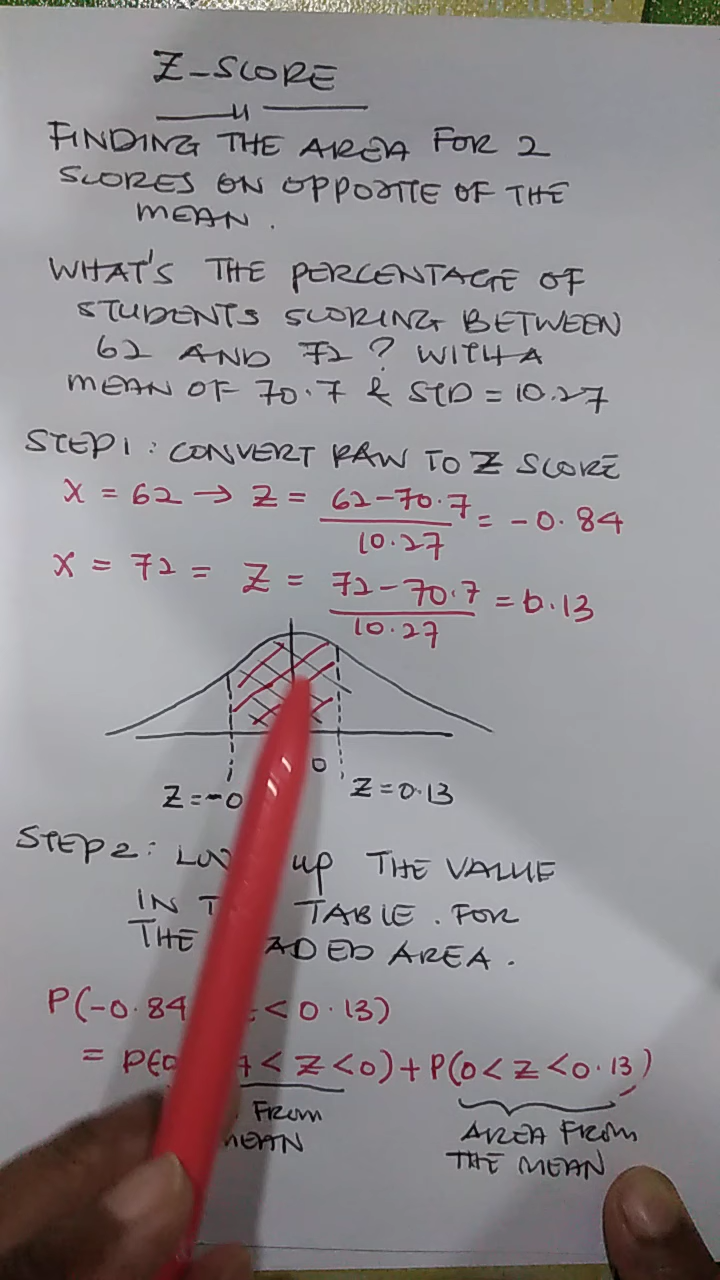 Z-SCORE
FINDING THE AREA FOR 2
SCORES ON OPPOSITE OF THE
MEAN.
WHAT'S THE PERCENTAGE OF
STUDENTS SCORING BETWEEN
62 AND 72? WITH A
MEAN OF 70.7 & STD = 10.27
STEP 1: CONVERT RAW TO Z SCORE
X = 62 → Z = 62-70.7 / 10.27 = -0.84
X = 72 = Z = 72-70.7 / 10.27 = 0.13
0
Z=-0 Z=0.13
STEP 2: UP THE VALUE
IN TABLE. FOR
THE AREA.
P(-0.84 < 0.13)
= < Z < 0) + P(0 < Z < 0.13)
FROM AREA FROM
MEAN THE MEAN